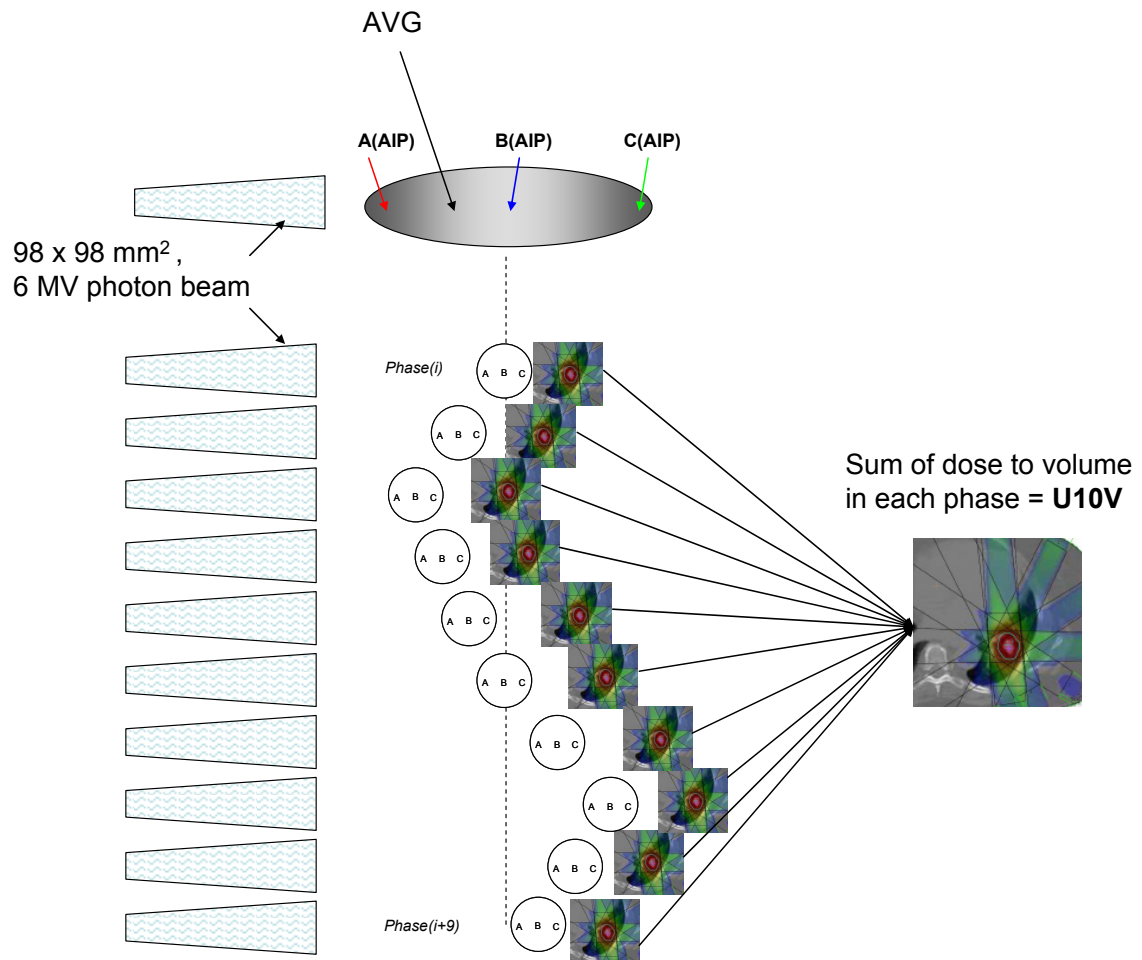 AVG
A(AIP) B(AIP) C(AIP)
98 x 98 mm²,
6 MV photon beam
Phase(i)
A B C
A B C
A B C
A B C
A B C
A B C
A B C
A B C
A B C
Phase(i+9)
A B C
Sum of dose to volume
in each phase = U10V